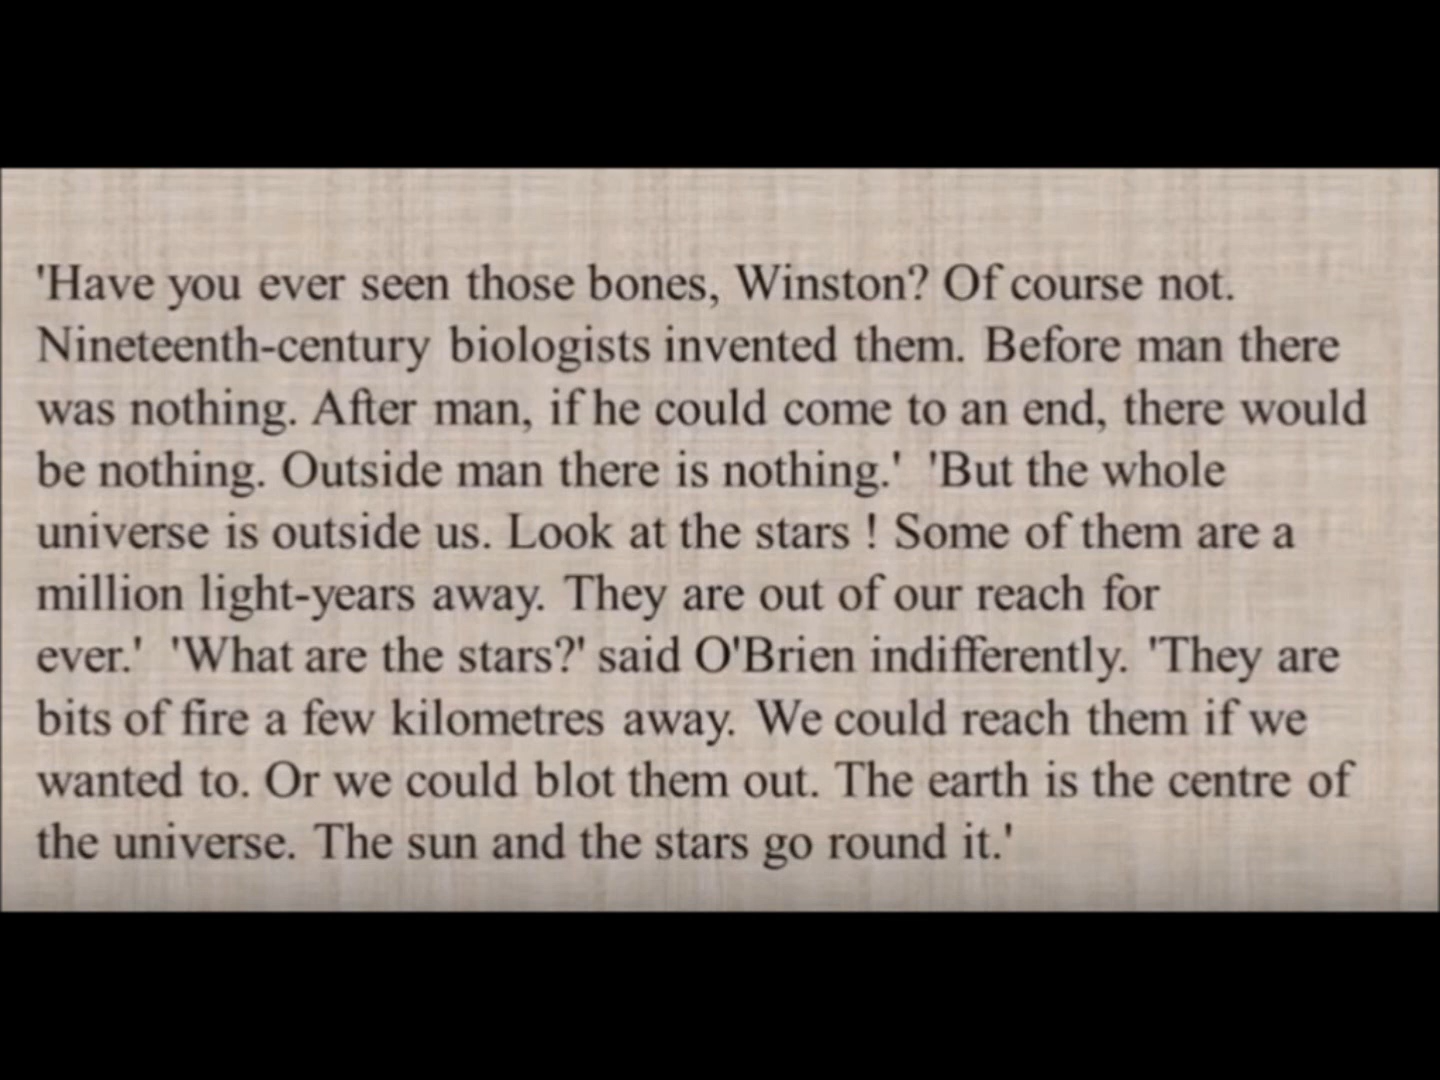 'Have you ever seen those bones, Winston? Of course not.
Nineteenth-century biologists invented them. Before man there
was nothing. After man, if he could come to an end, there would
be nothing. Outside man there is nothing.' 'But the whole
universe is outside us. Look at the stars ! Some of them are a
million light-years away. They are out of our reach for
ever.' 'What are the stars?' said O'Brien indifferently. 'They are
bits of fire a few kilometres away. We could reach them if we
wanted to. Or we could blot them out. The earth is the centre of
the universe. The sun and the stars go round it.'